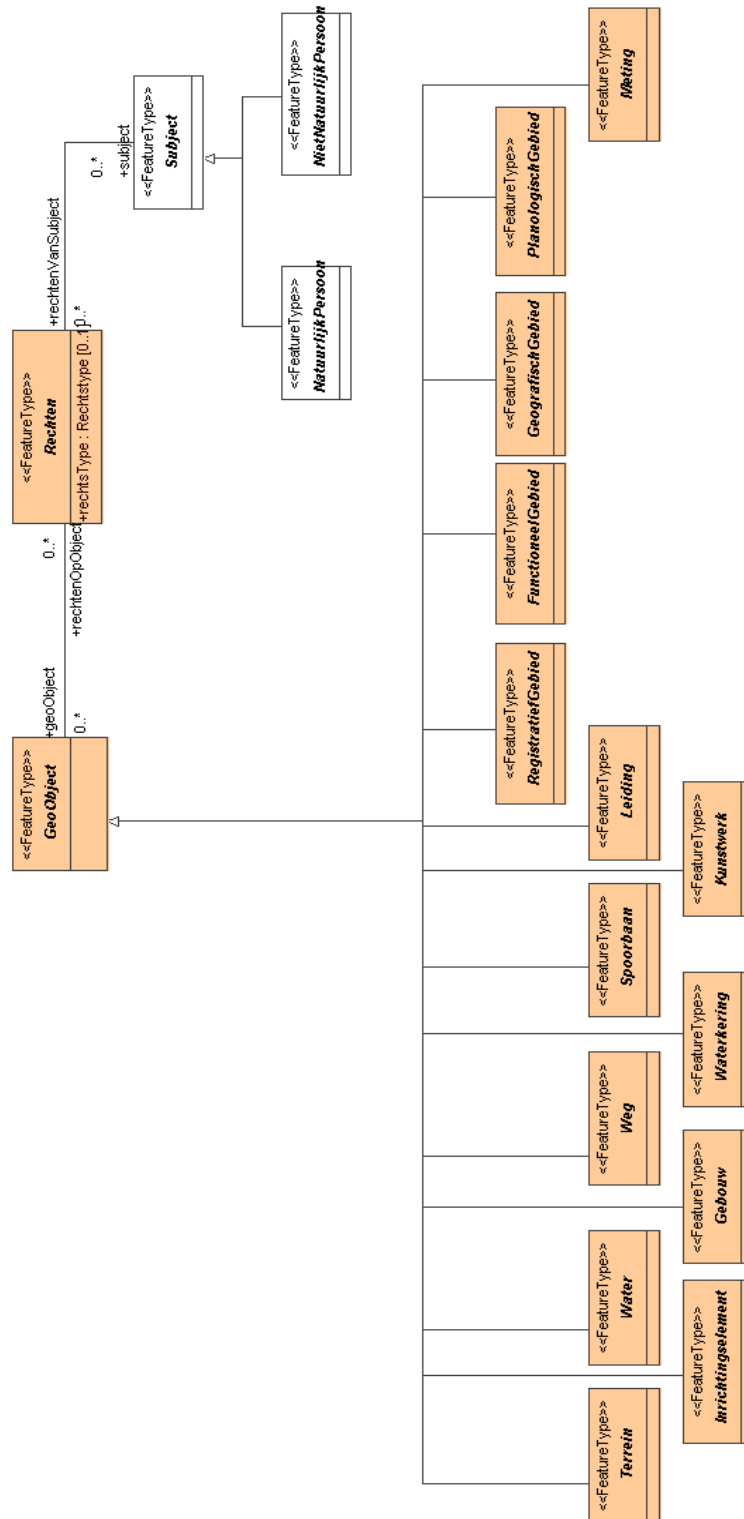 <<FeatureType>>
GeoObject
+geoObject
0..*
0..*
+rechtenOpObject
<<FeatureType>>
Rechten
+rechtsType : Rechtstype [0..1]
+rechtenVanSubject
0..*
0..*
+subject
<<FeatureType>>
Subject
<<FeatureType>>
NatuurlijkPersoon
<<FeatureType>>
NietNatuurlijkPersoon
<<FeatureType>>
RegistratiefGebied
<<FeatureType>>
FunctioneelGebied
<<FeatureType>>
GeografischGebied
<<FeatureType>>
PlanologischGebied
<<FeatureType>>
Terrein
<<FeatureType>>
Water
<<FeatureType>>
Weg
<<FeatureType>>
Spoorbaan
<<FeatureType>>
Leiding
<<FeatureType>>
Meting
<<FeatureType>>
Inrichtingselement
<<FeatureType>>
Gebouw
<<FeatureType>>
Waterkering
<<FeatureType>>
Kunstwerk